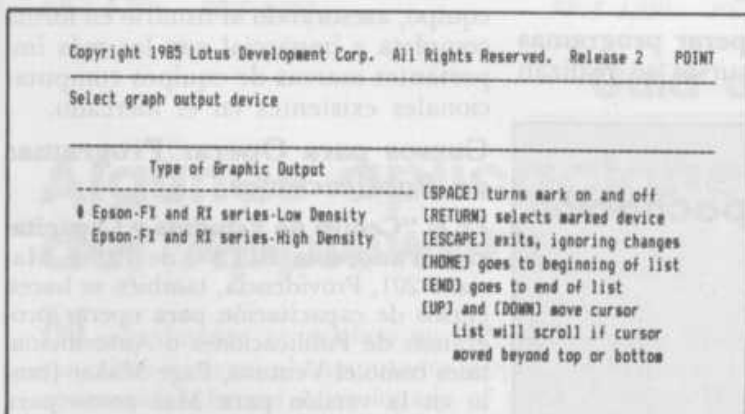 Copyright 1985 Lotus Development Corp. All Rights Reserved. Release 2 POINT
Select graph output device
Type of Graphic Output
# Epson-FX and RX series-Low Density
Epson-FX and RX series-High Density
[SPACE] turns mark on and off
[RETURN] selects marked device
[ESCAPE] exits, ignoring changes
[HOME] goes to beginning of list
[END] goes to end of list
[UP] and [DOWN] move cursor
List will scroll if cursor
moved beyond top or bottom